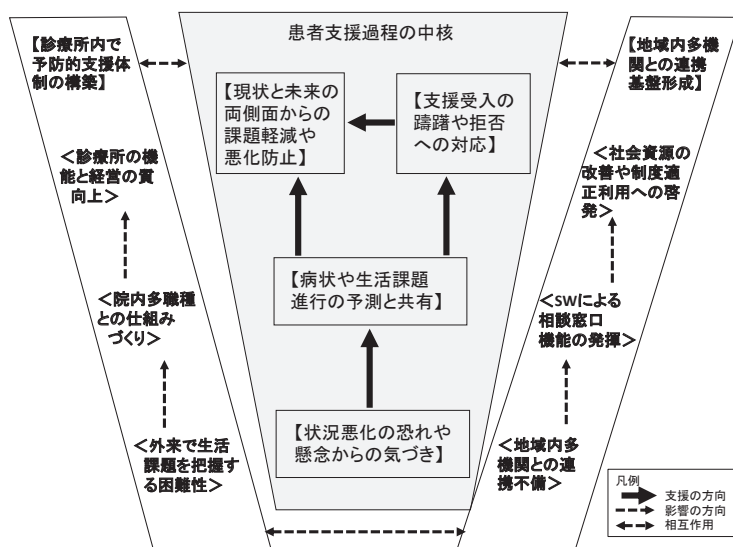 患者支援過程の中核
【診療所内で
予防的支援体
制の構築】
＜診療所の機
能と経営の質
向上＞
＜院内多職種
との仕組み
づくり＞
＜外来で生活
課題を把握す
る困難性＞
【現状と未来の
両側面からの
課題軽減や
悪化防止】
【支援受入の
躊躇や拒否
への対応】
【病状や生活課題
進行の予測と共有】
【状況悪化の恐れや
懸念からの気づき】
【地域内多機
関との連携
基盤形成】
＜社会資源の
改善や制度適
正利用への啓
発＞
＜SWによる
相談窓口
機能の発揮＞
＜地域内多
機関との連
携不備＞
凡例
支援の方向
影響の方向
相互作用